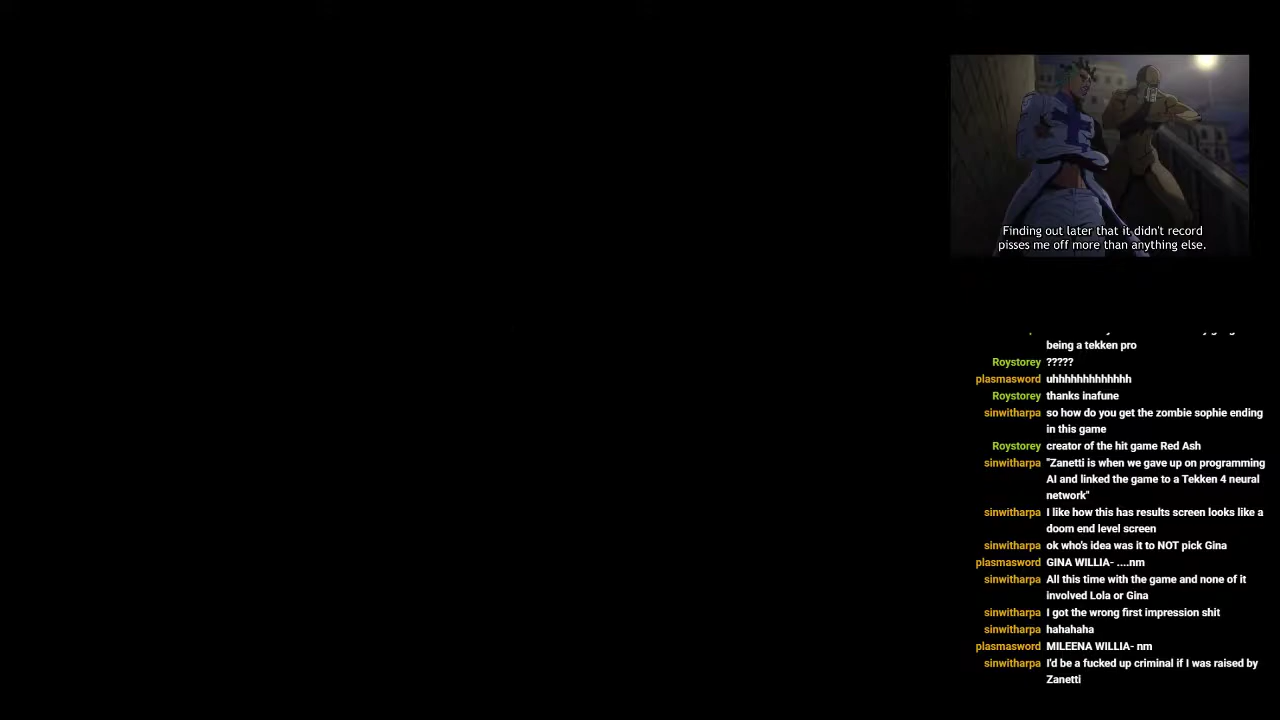 Finding out later that it didn't record
pisses me off more than anything else.
being a tekken pro
Roystorey ?????
plasmasword uhhhhhhhhhhhh
Roystorey thanks inafune
sinwitharpa so how do you get the zombie sophie ending
in this game
Roystorey creator of the hit game Red Ash
sinwitharpa "Zanetti is when we gave up on programming
AI and linked the game to a Tekken 4 neural
network"
sinwitharpa I like how this has results screen looks like a
doom end level screen
sinwitharpa ok who's idea was it to NOT pick Gina
plasmasword GINA WILLIA- ....nm
sinwitharpa All this time with the game and none of it
involved Lola or Gina
sinwitharpa I got the wrong first impression shit
sinwitharpa hahahaha
plasmasword MILEENA WILLIA- nm
sinwitharpa I'd be a fucked up criminal if I was raised by
Zanetti